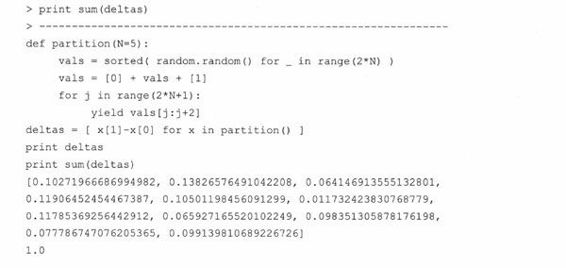 > print sum(deltas)
> ----------------------------------------------------------------
def partition(N=5):
vals = sorted( random.random() for _ in range(2*N) )
vals = [0] + vals + [1]
for j in range(2*N+1):
yield vals[j:j+2]
deltas = [ x[1]-x[0] for x in partition() ]
print deltas
print sum(deltas)
[0.10271966686994982, 0.13826576491042208, 0.064146913555132801,
0.11906452454467387, 0.10501198456091299, 0.011732423830768779,
0.11785369256442912, 0.065927165520102249, 0.098351305878176198,
0.077786747076205365, 0.099139810689226726]
1.0